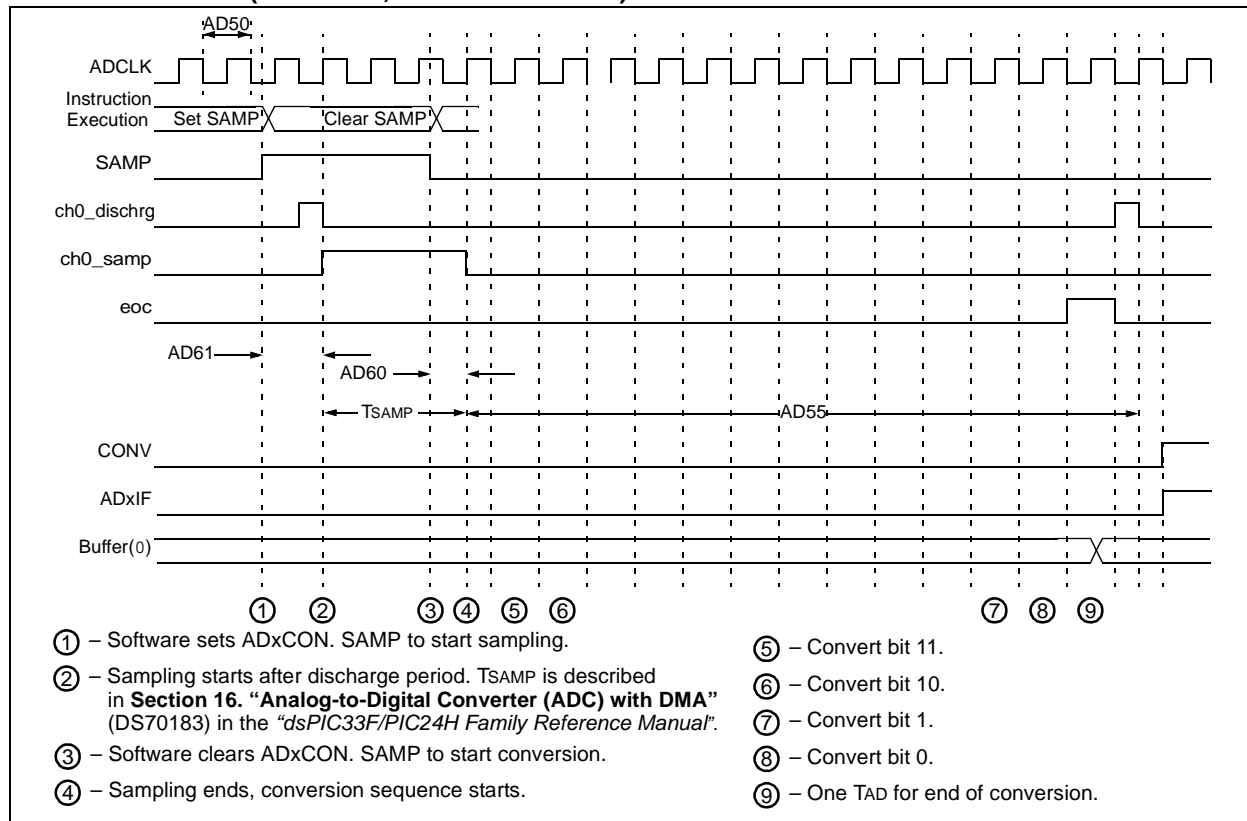 AD50
ADCLK
Instruction
Execution
Set SAMP
Clear SAMP
SAMP
ch0_dischrg
ch0_samp
eoc
AD61
AD60
TSAMP
AD55
CONV
ADxIF
Buffer(0)
1 2 3 4 5 6 7 8 9
1 – Software sets ADxCON. SAMP to start sampling.
2 – Sampling starts after discharge period. TSAMP is described
in Section 16. “Analog-to-Digital Converter (ADC) with DMA”
(DS70183) in the “dsPIC33F/PIC24H Family Reference Manual”.
3 – Software clears ADxCON. SAMP to start conversion.
4 – Sampling ends, conversion sequence starts.
5 – Convert bit 11.
6 – Convert bit 10.
7 – Convert bit 1.
8 – Convert bit 0.
9 – One TAD for end of conversion.